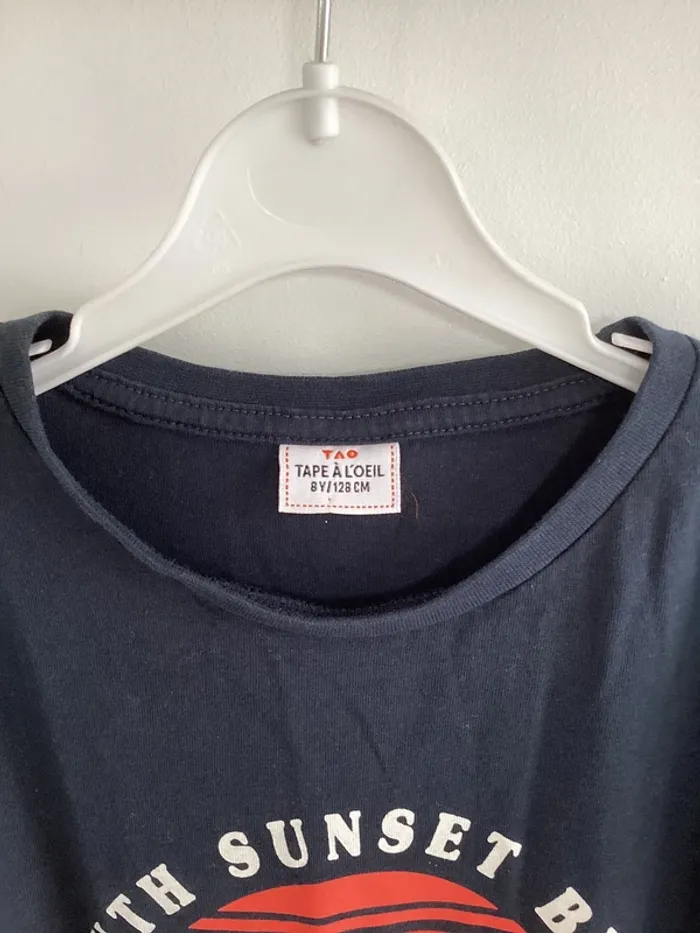 TAO
TAPE À L'OEIL
8Y/128 CM
SUNSET